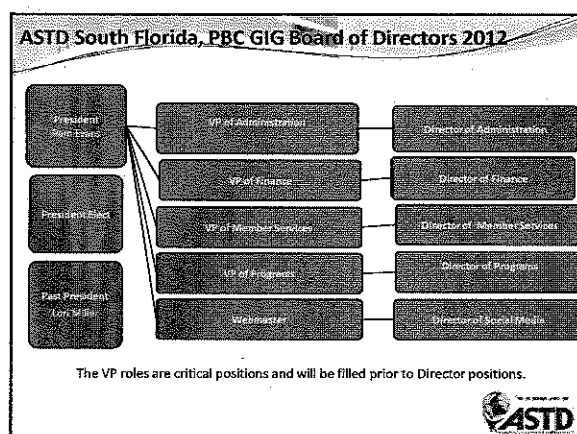 ASTD South Florida, PBC GIG Board of Directors 2012
President
VP of Administration
Director of Administration
VP of Finance
Director of Finance
President Elect
VP of Member Services
Director of Member Services
Past President
Lori Miller
VP of Programs
Director of Programs
Webmaster
Director of Social Media
The VP roles are critical positions and will be filled prior to Director positions.
ASTD